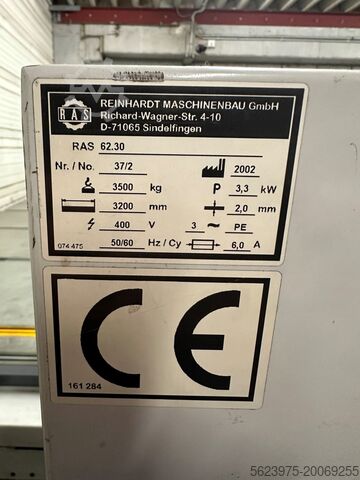 RAS
REINHARDT MASCHINENBAU GmbH
Richard-Wagner-Str. 4-10
D-71065 Sindelfingen
RAS 62.30
Nr. / No. 37/2 2002
3500 kg P 3,3 kW
3200 mm 2,0 mm
400 V 3 ~ PE
074 475 50/60 Hz / Cy 6,0 A
CE
161 284
5623975-20069255